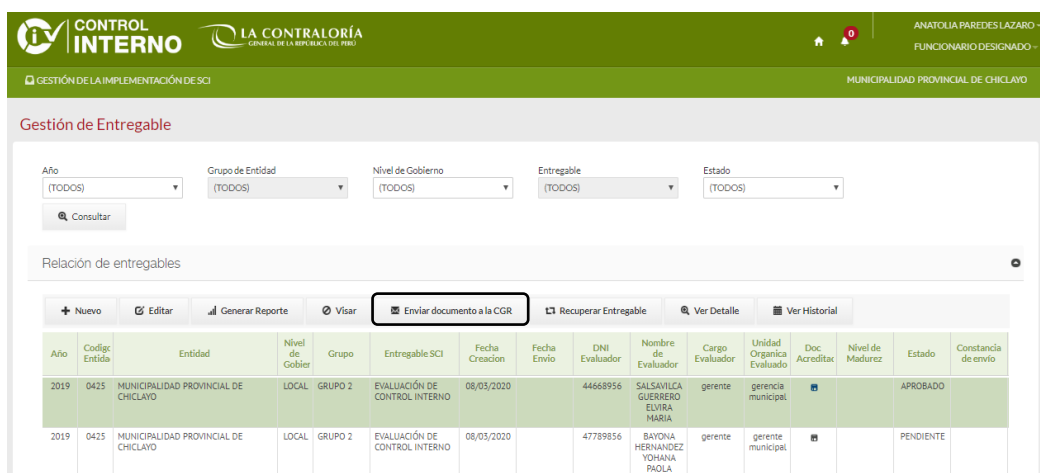 CONTROL
INTERNO
LA CONTRALORÍA
GENERAL DE LA REPÚBLICA DEL PERÚ
0
ANATOLIA PAREDES LAZARO
FUNCIONARIO DESIGNADO
GESTIÓN DE LA IMPLEMENTACIÓN DE SCI
MUNICIPALIDAD PROVINCIAL DE CHICLAYO
Gestión de Entregable
Año Grupo de Entidad Nivel de Gobierno Entregable Estado
(TODOS) (TODOS) (TODOS) (TODOS) (TODOS)
Consultar
Relación de entregables
Nuevo Editar Generar Reporte Visar Enviar documento a la CGR Recuperar Entregable Ver Detalle Ver Historial
Año
Codigo
Entida
Entidad
Nivel
de
Gobier
Grupo
Entregable SCI
Fecha
Creacion
Fecha
Envio
DNI
Evaluador
Nombre
de
Evaluador
Cargo
Evaluador
Unidad
Organica
Evaluado
Doc
Acreditac
Nivel de
Madurez
Estado
Constancia
de envío
2019
0425
MUNICIPALIDAD PROVINCIAL DE
CHICLAYO
LOCAL
GRUPO 2
EVALUACIÓN DE
CONTROL INTERNO
08/03/2020
44668956
SALSAVILCA
GUERRERO
ELVIRA
MARIA
gerente
gerencia
municipal
APROBADO
2019
0425
MUNICIPALIDAD PROVINCIAL DE
CHICLAYO
LOCAL
GRUPO 2
EVALUACIÓN DE
CONTROL INTERNO
08/03/2020
47789856
BAYONA
HERNANDEZ
YOHANA
PAOLA
gerente
gerente
municipal
PENDIENTE